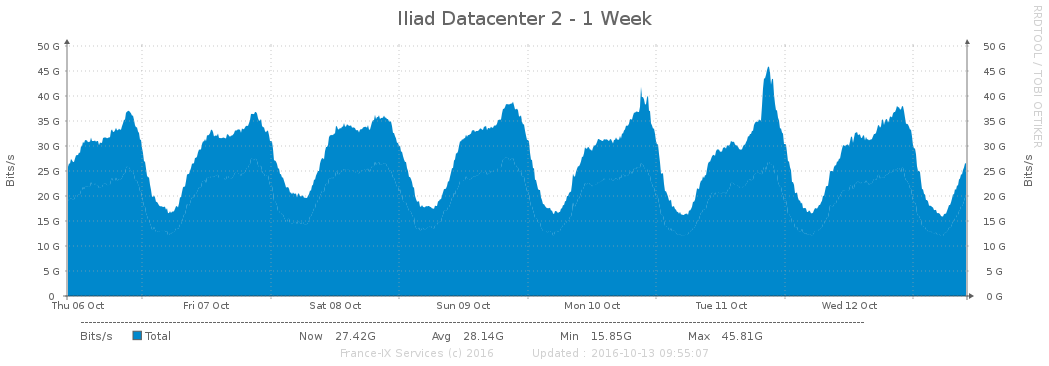 Iliad Datacenter 2 - 1 Week
RRDTOOL / TOBI OETIKER
Bits/s
50 G 50 G
45 G 45 G
40 G 40 G
35 G 35 G
30 G 30 G
25 G 25 G
20 G 20 G
15 G 15 G
10 G 10 G
5 G 5 G
0 0 G
Bits/s
Thu 06 Oct Fri 07 Oct Sat 08 Oct Sun 09 Oct Mon 10 Oct Tue 11 Oct Wed 12 Oct
Bits/s Total Now 27.42G Avg 28.14G Min 15.85G Max 45.81G
France-IX Services (c) 2016 Updated : 2016-10-13 09:55:07